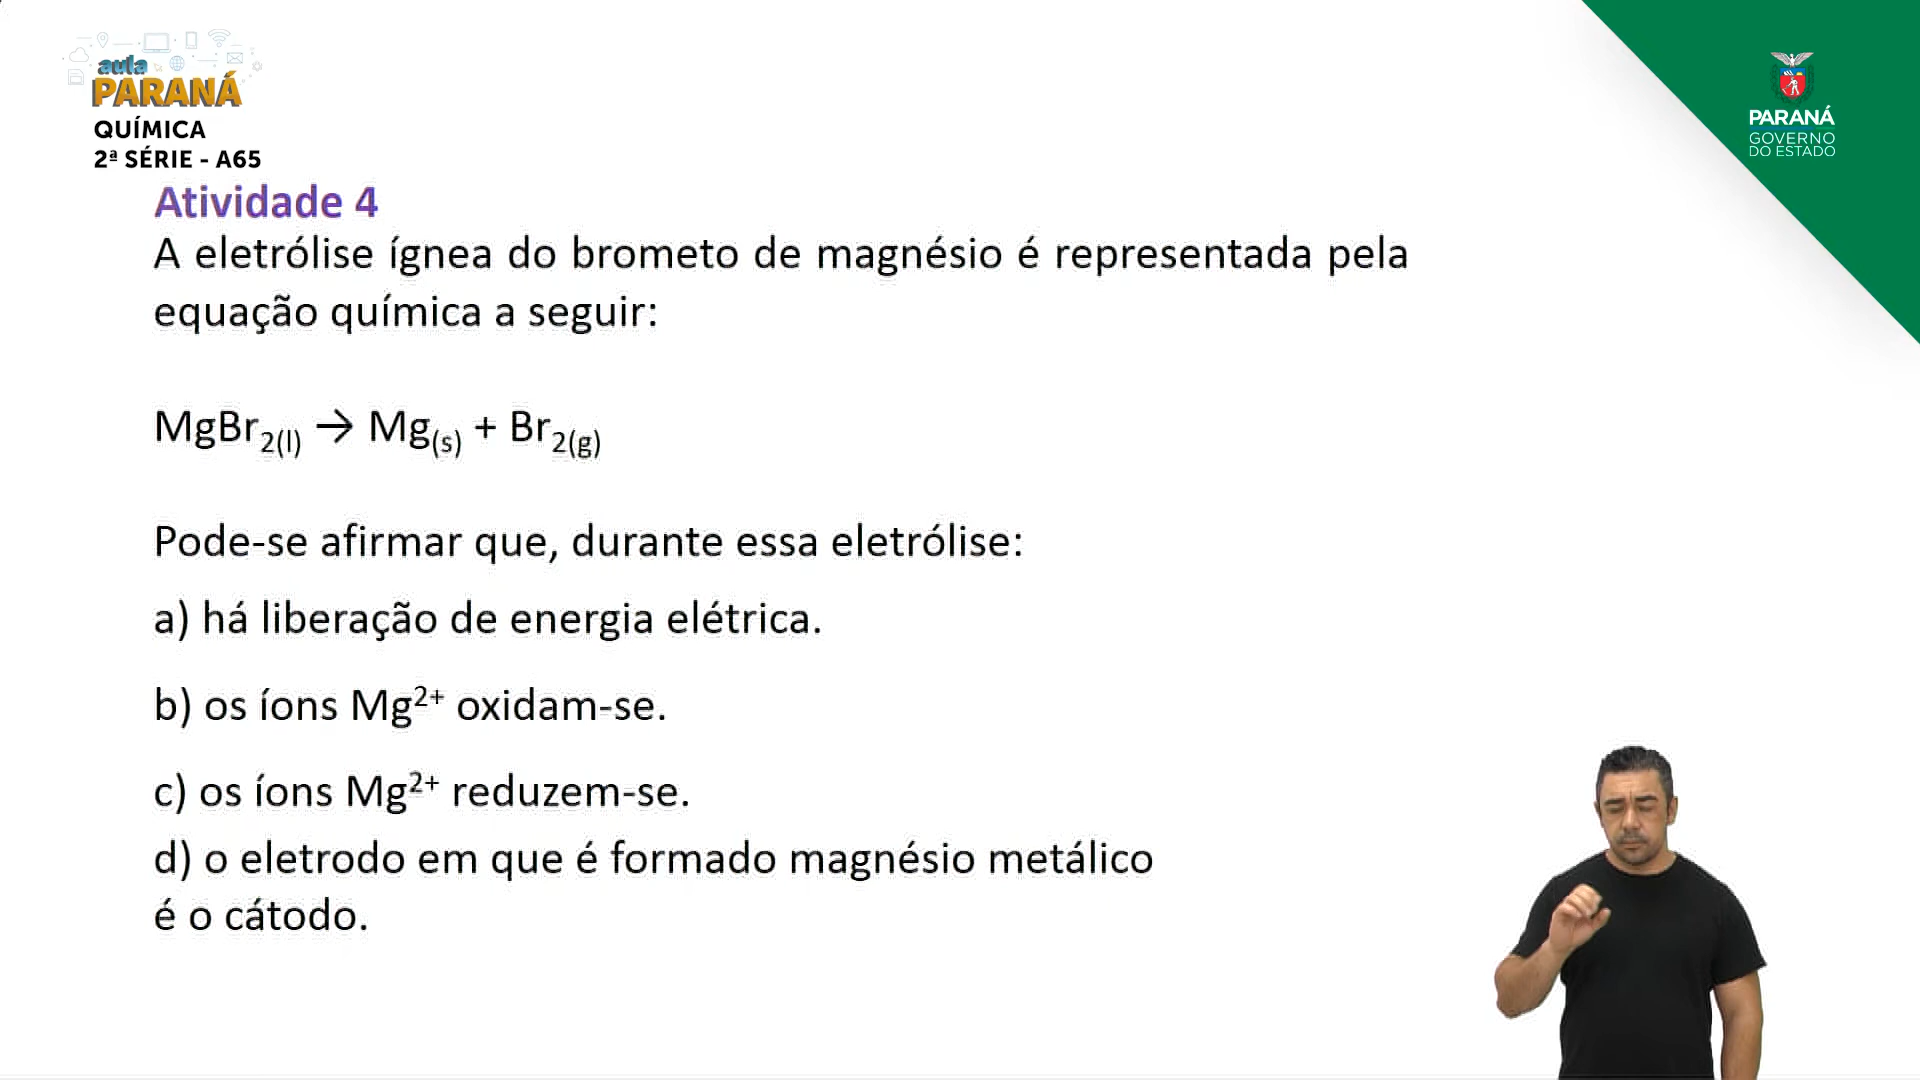 aula
PARANÁ
QUÍMICA
2ª SÉRIE - A65
PARANÁ
GOVERNO
DO ESTADO
Atividade 4
A eletrólise ígnea do brometo de magnésio é representada pela
equação química a seguir:
MgBr₂₍ₗ₎ → Mg₍ₛ₎ + Br₂(g)
Pode-se afirmar que, durante essa eletrólise:
a) há liberação de energia elétrica.
b) os íons Mg²⁺ oxidam-se.
c) os íons Mg²⁺ reduzem-se.
d) o eletrodo em que é formado magnésio metálico
é o cátodo.